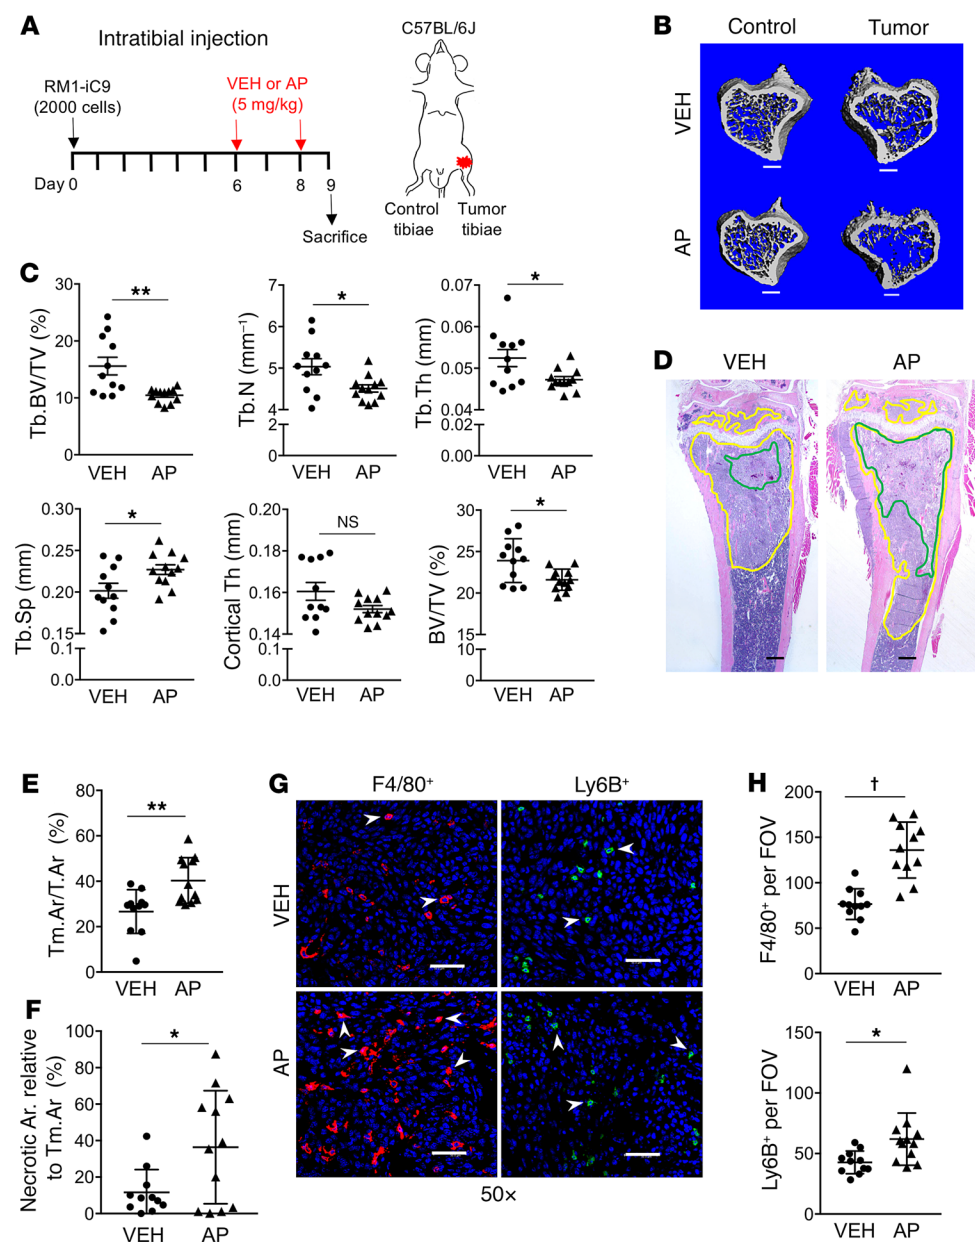 A
Intratibial injection
RM1-iC9
(2000 cells)
VEH or AP
(5 mg/kg)
Day 0
6
8
9
Sacrifice
C57BL/6J
Control
tibiae
Tumor
tibiae
B
Control
Tumor
VEH
AP
C
Tb.BV/TV (%)
30
20
10
0
**
VEH
AP
Tb.N (mm⁻¹)
7
6
5
4
2
0
*
VEH
AP
Tb.Th (mm)
0.07
0.06
0.05
0.04
0.02
0.00
*
VEH
AP
Tb.Sp (mm)
0.30
0.25
0.20
0.15
0.1
0.0
*
VEH
AP
Cortical Th (mm)
0.20
0.18
0.16
0.14
0.1
0.0
NS
VEH
AP
BV/TV (%)
30
25
20
15
10
0
*
VEH
AP
D
VEH
AP
E
Tm.Ar/T.Ar (%)
80
60
40
20
0
**
VEH
AP
F
Necrotic Ar. relative
to Tm.Ar (%)
100
80
60
40
20
0
*
VEH
AP
G
F4/80⁺
Ly6B⁺
VEH
AP
50×
H
F4/80⁺ per FOV
200
150
100
50
0
†
VEH
AP
Ly6B⁺ per FOV
150
100
50
0
*
VEH
AP